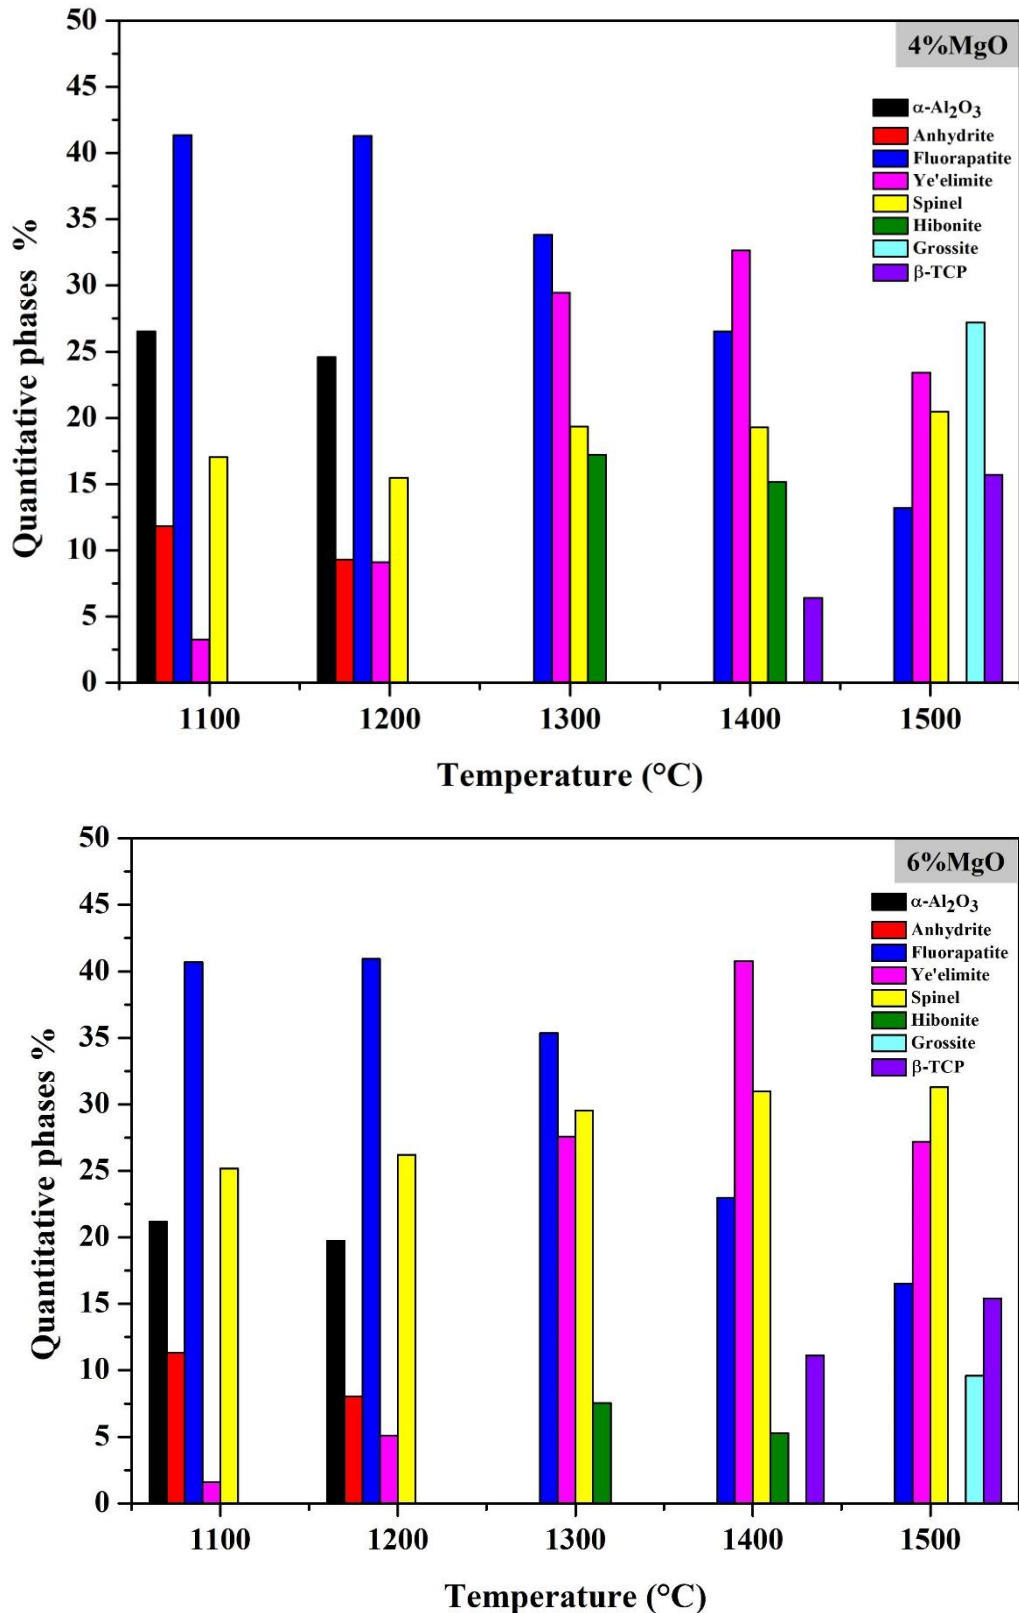 4%MgO
α-Al2O3
Anhydrite
Fluorapatite
Ye'elimite
Spinel
Hibonite
Grossite
β-TCP
Quantitative phases %
50
45
40
35
30
25
20
15
10
5
0
1100 1200 1300 1400 1500
Temperature (°C)
6%MgO
α-Al2O3
Anhydrite
Fluorapatite
Ye'elimite
Spinel
Hibonite
Grossite
β-TCP
Quantitative phases %
50
45
40
35
30
25
20
15
10
5
0
1100 1200 1300 1400 1500
Temperature (°C)